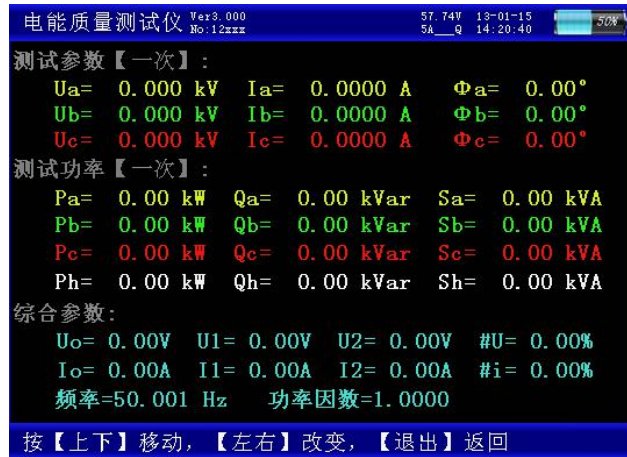 电能质量测试仪 Ver3.000 No:12xxx 57.74V 13-01-15 50%
5A__Q 14:20:40
测试参数【一次】:
Ua= 0.000 kV Ia= 0.0000 A Φa= 0.00°
Ub= 0.000 kV Ib= 0.0000 A Φb= 0.00°
Uc= 0.000 kV Ic= 0.0000 A Φc= 0.00°
测试功率【一次】:
Pa= 0.00 kW Qa= 0.00 kVar Sa= 0.00 kVA
Pb= 0.00 kW Qb= 0.00 kVar Sb= 0.00 kVA
Pc= 0.00 kW Qc= 0.00 kVar Sc= 0.00 kVA
Ph= 0.00 kW Qh= 0.00 kVar Sh= 0.00 kVA
综合参数:
Uo= 0.00V U1= 0.00V U2= 0.00V #U= 0.00%
Io= 0.00A I1= 0.00A I2= 0.00A #i= 0.00%
频率=50.001 Hz 功率因数=1.0000
按【上下】移动, 【左右】改变, 【退出】返回